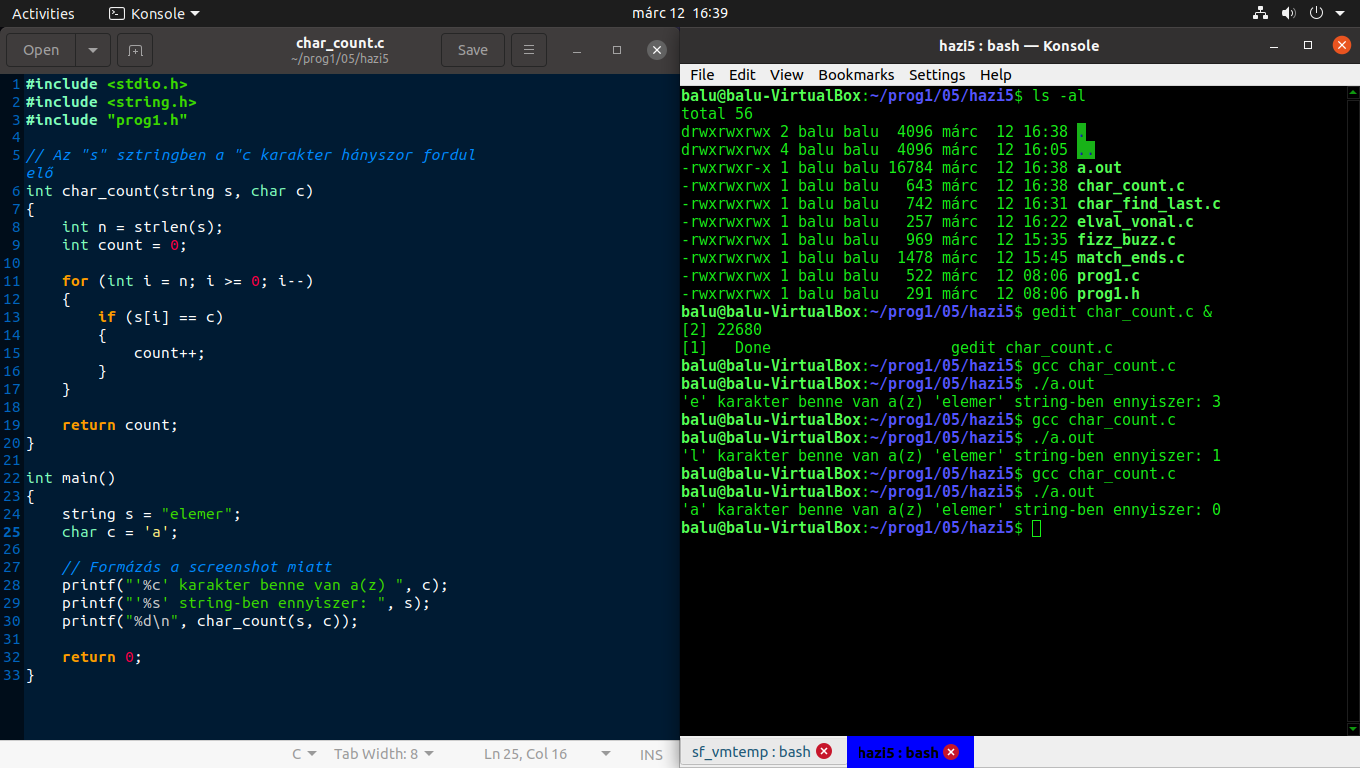 Activities Konsole márc 12 16:39
Open char_count.c Save
~/prog1/05/hazi5
1 #include <stdio.h>
2 #include <string.h>
3 #include "prog1.h"
4
5 // Az "s" sztringben a "c karakter hányszor fordul
elő
6 int char_count(string s, char c)
7 {
8     int n = strlen(s);
9     int count = 0;
10
11     for (int i = n; i >= 0; i--)
12     {
13         if (s[i] == c)
14         {
15             count++;
16         }
17     }
18
19     return count;
20 }
21
22 int main()
23 {
24     string s = "elemer";
25     char c = 'a';
26
27     // Formázás a screenshot miatt
28     printf("'%c' karakter benne van a(z) ", c);
29     printf("'%s' string-ben ennyiszer: ", s);
30     printf("%d\n", char_count(s, c));
31
32     return 0;
33 }
C Tab Width: 8 Ln 25, Col 16 INS
hazi5 : bash — Konsole
File Edit View Bookmarks Settings Help
balu@balu-VirtualBox:~/prog1/05/hazi5$ ls -al
total 56
drwxrwxrwx 2 balu balu  4096 márc  12 16:38 .
drwxrwxrwx 4 balu balu  4096 márc  12 16:05 ..
-rwxrwxr-x 1 balu balu 16784 márc  12 16:38 a.out
-rwxrwxrwx 1 balu balu   643 márc  12 16:38 char_count.c
-rwxrwxrwx 1 balu balu   742 márc  12 16:31 char_find_last.c
-rwxrwxrwx 1 balu balu   257 márc  12 16:22 elval_vonal.c
-rwxrwxrwx 1 balu balu   969 márc  12 15:35 fizz_buzz.c
-rwxrwxrwx 1 balu balu  1478 márc  12 15:45 match_ends.c
-rwxrwxrwx 1 balu balu   522 márc  12 08:06 prog1.c
-rwxrwxrwx 1 balu balu   291 márc  12 08:06 prog1.h
balu@balu-VirtualBox:~/prog1/05/hazi5$ gedit char_count.c &
[2] 22680
[1]   Done                    gedit char_count.c
balu@balu-VirtualBox:~/prog1/05/hazi5$ gcc char_count.c
balu@balu-VirtualBox:~/prog1/05/hazi5$ ./a.out
'e' karakter benne van a(z) 'elemer' string-ben ennyiszer: 3
balu@balu-VirtualBox:~/prog1/05/hazi5$ gcc char_count.c
balu@balu-VirtualBox:~/prog1/05/hazi5$ ./a.out
'l' karakter benne van a(z) 'elemer' string-ben ennyiszer: 1
balu@balu-VirtualBox:~/prog1/05/hazi5$ gcc char_count.c
balu@balu-VirtualBox:~/prog1/05/hazi5$ ./a.out
'a' karakter benne van a(z) 'elemer' string-ben ennyiszer: 0
balu@balu-VirtualBox:~/prog1/05/hazi5$
sf_vmtemp : bash hazi5 : bash